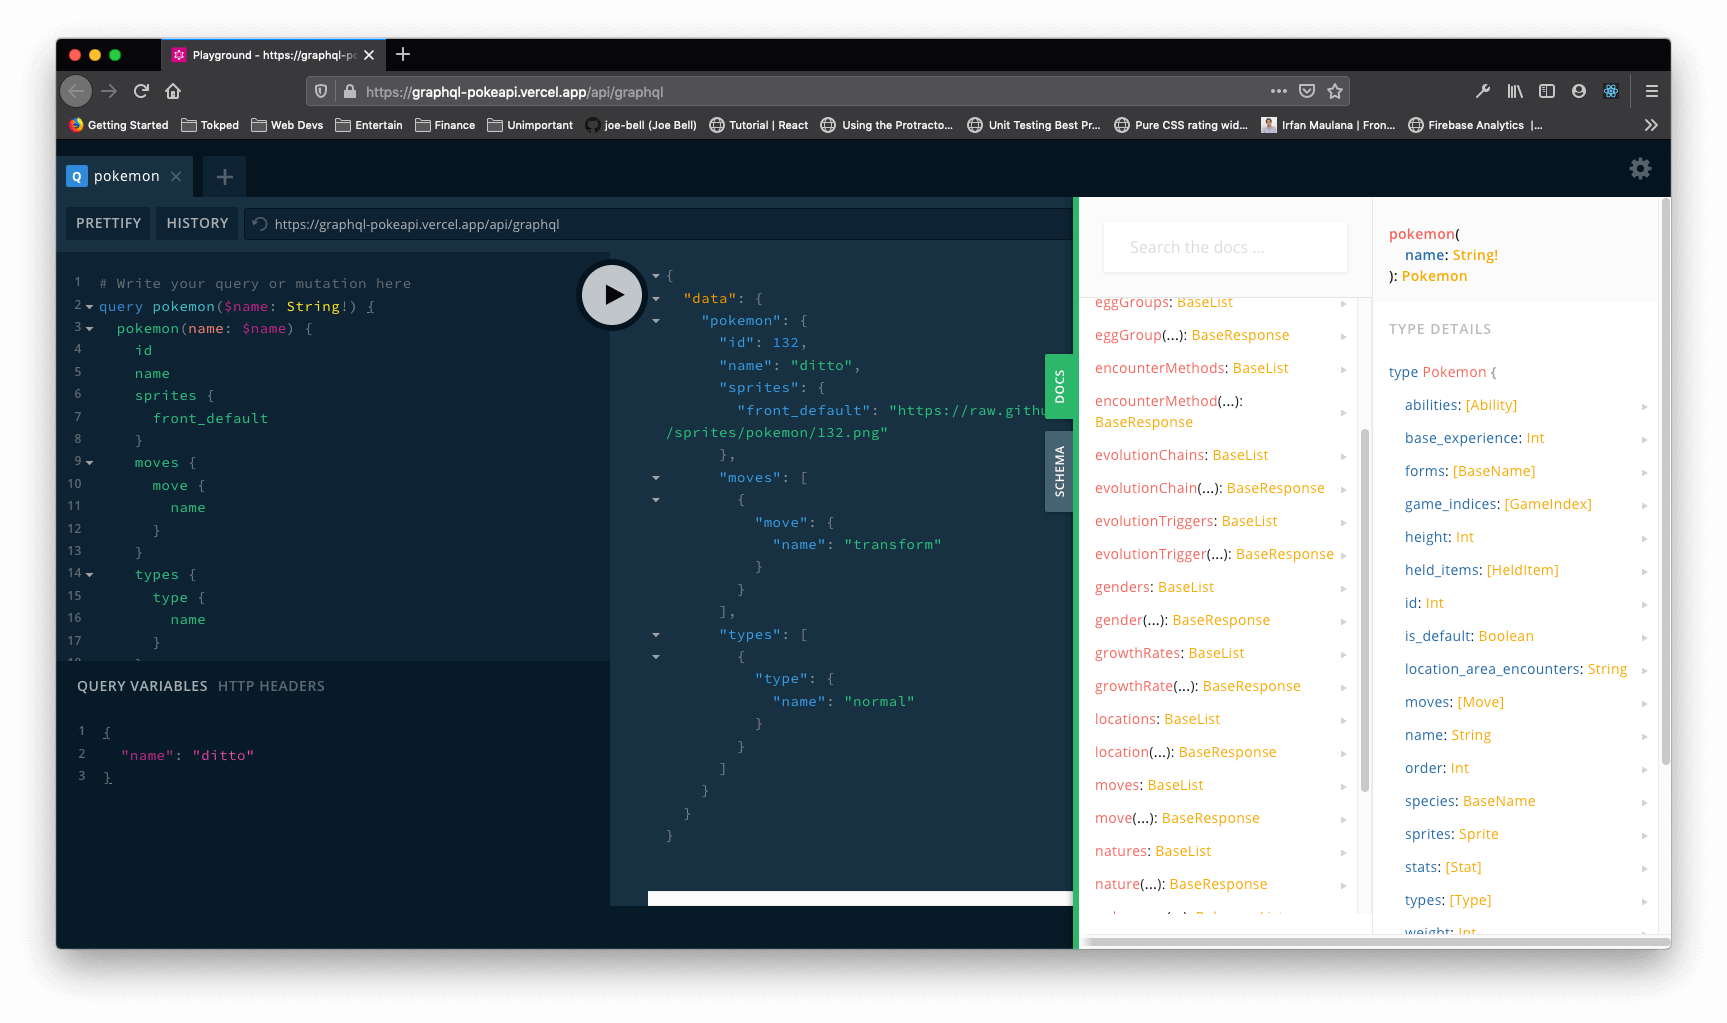 Playground - https://graphql-po
https://graphql-pokeapi.vercel.app/api/graphql
Getting Started Tokped Web Devs Entertain Finance Unimportant joe-bell (Joe Bell) Tutorial | React Using the Protracto... Unit Testing Best Pr... Pure CSS rating wid... Irfan Maulana | Fron... Firebase Analytics |...
Q pokemon
PRETTIFY HISTORY https://graphql-pokeapi.vercel.app/api/graphql
1 # Write your query or mutation here
2 query pokemon($name: String!) {
3 pokemon(name: $name) {
4 id
5 name
6 sprites {
7 front_default
8 }
9 moves {
10 move {
11 name
12 }
13 }
14 types {
15 type {
16 name
17 }
QUERY VARIABLES HTTP HEADERS
1 {
2 "name": "ditto"
3 }
{
"data": {
"pokemon": {
"id": 132,
"name": "ditto",
"sprites": {
"front_default": "https://raw.githu
/sprites/pokemon/132.png"
},
"moves": [
{
"move": {
"name": "transform"
}
}
],
"types": [
{
"type": {
"name": "normal"
}
}
]
}
}
}
DOCS
SCHEMA
Search the docs ...
eggGroups: BaseList
eggGroup(...): BaseResponse
encounterMethods: BaseList
encounterMethod(...):
BaseResponse
evolutionChains: BaseList
evolutionChain(...): BaseResponse
evolutionTriggers: BaseList
evolutionTrigger(...): BaseResponse
genders: BaseList
gender(...): BaseResponse
growthRates: BaseList
growthRate(...): BaseResponse
locations: BaseList
location(...): BaseResponse
moves: BaseList
move(...): BaseResponse
natures: BaseList
nature(...): BaseResponse
pokemon(
name: String!
): Pokemon
TYPE DETAILS
type Pokemon {
abilities: [Ability]
base_experience: Int
forms: [BaseName]
game_indices: [GameIndex]
height: Int
held_items: [HeldItem]
id: Int
is_default: Boolean
location_area_encounters: String
moves: [Move]
name: String
order: Int
species: BaseName
sprites: Sprite
stats: [Stat]
types: [Type]
weight: Int